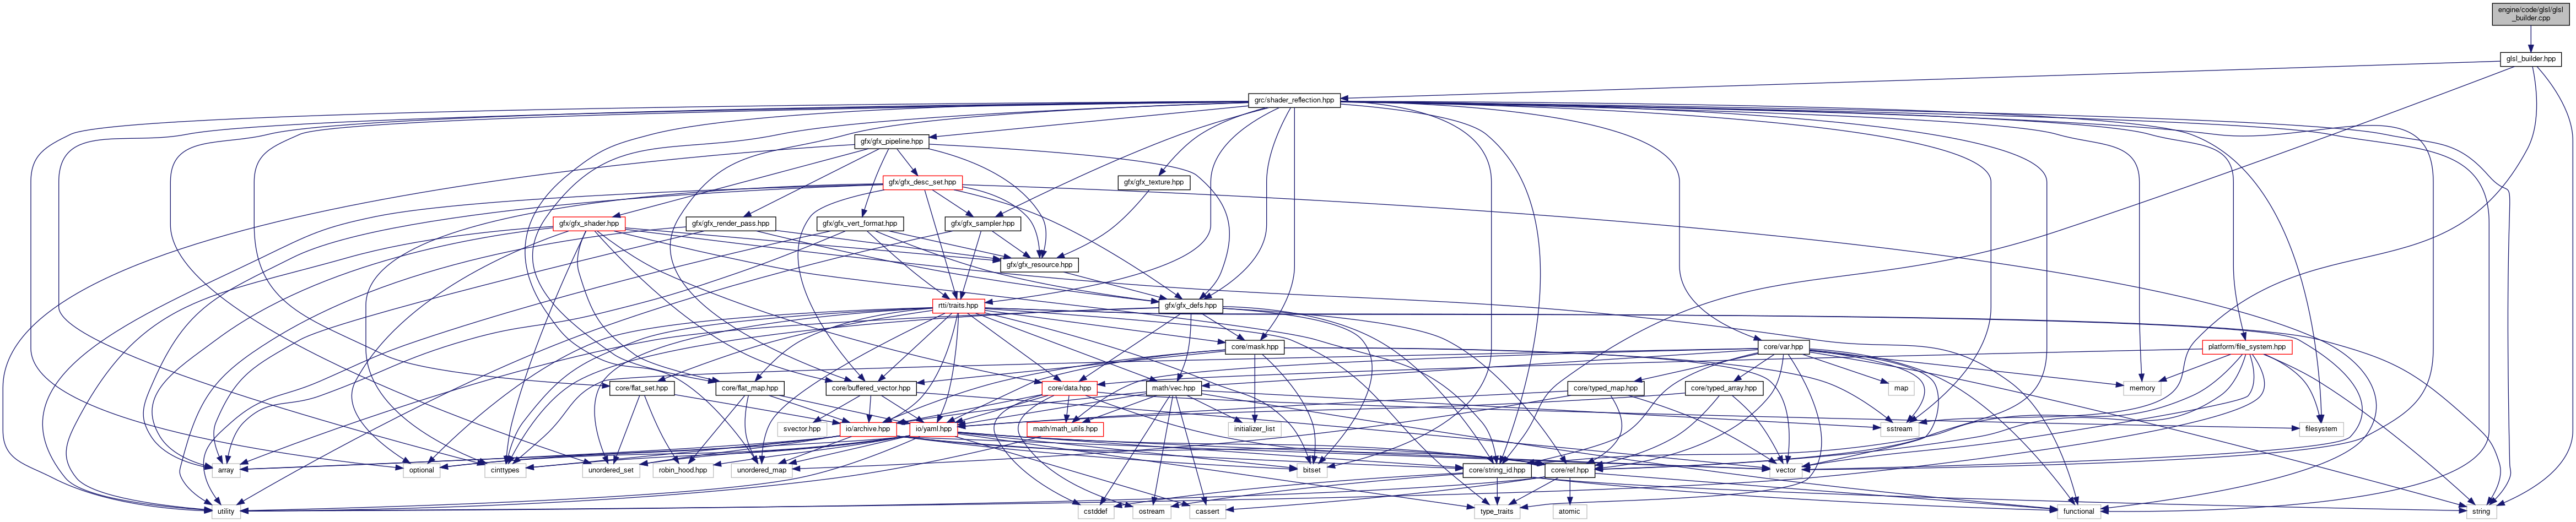 engine/code/glsl/glsl
_builder.cpp
glsl_builder.hpp
grc/shader_reflection.hpp
gfx/gfx_pipeline.hpp
gfx/gfx_desc_set.hpp
gfx/gfx_texture.hpp
gfx/gfx_shader.hpp
gfx/gfx_render_pass.hpp
gfx/gfx_vert_format.hpp
gfx/gfx_sampler.hpp
gfx/gfx_resource.hpp
rtti/traits.hpp
gfx/gfx_defs.hpp
core/mask.hpp
core/var.hpp
platform/file_system.hpp
core/flat_set.hpp
core/flat_map.hpp
core/buffered_vector.hpp
core/data.hpp
math/vec.hpp
core/typed_map.hpp
core/typed_array.hpp
map
memory
svector.hpp
io/archive.hpp
io/yaml.hpp
math/math_utils.hpp
initializer_list
sstream
filesystem
array
optional
cinttypes
unordered_set
robin_hood.hpp
unordered_map
bitset
core/string_id.hpp
core/ref.hpp
vector
utility
cstddef
ostream
cassert
type_traits
atomic
functional
string